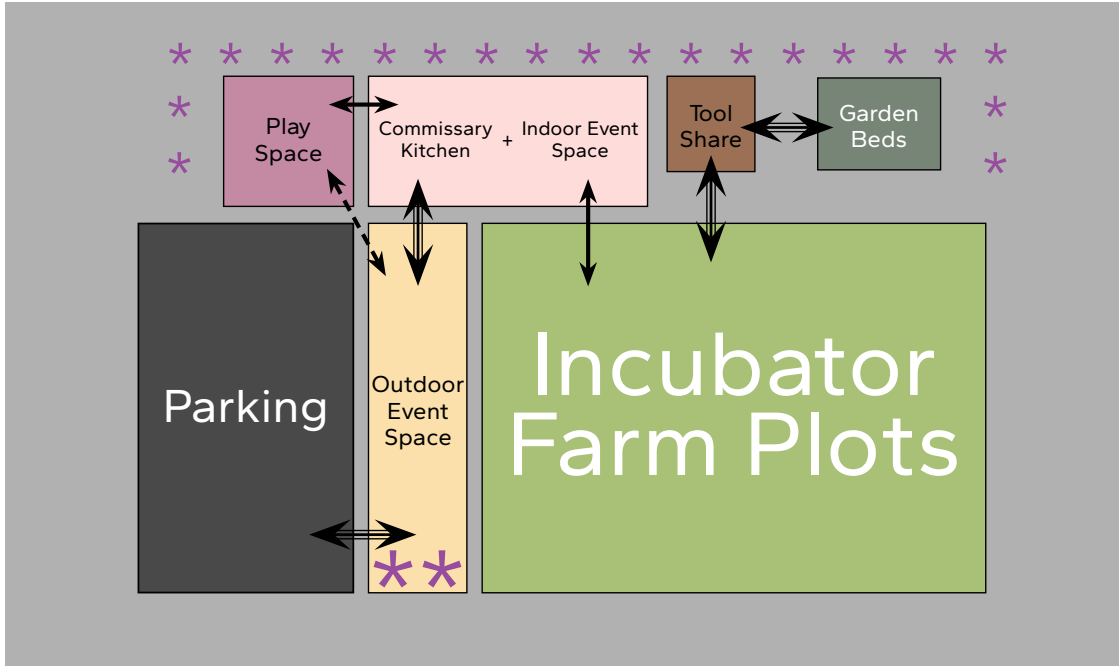 Play
Space
Commissary
Kitchen
+
Indoor Event
Space
Tool
Share
Garden
Beds
Parking
Outdoor
Event
Space
Incubator
Farm Plots